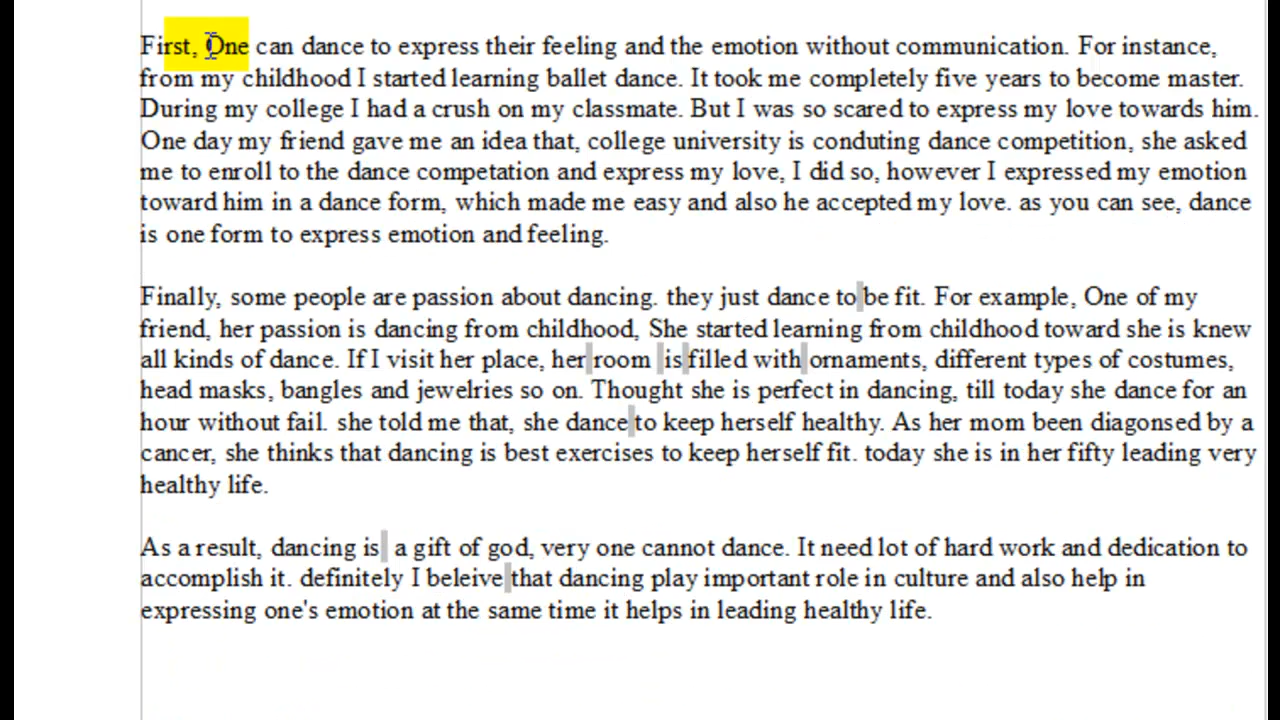 First, One can dance to express their feeling and the emotion without communication. For instance,
from my childhood I started learning ballet dance. It took me completely five years to become master.
During my college I had a crush on my classmate. But I was so scared to express my love towards him.
One day my friend gave me an idea that, college university is conduting dance competition, she asked
me to enroll to the dance competation and express my love, I did so, however I expressed my emotion
toward him in a dance form, which made me easy and also he accepted my love. as you can see, dance
is one form to express emotion and feeling.
Finally, some people are passion about dancing. they just dance to be fit. For example, One of my
friend, her passion is dancing from childhood, She started learning from childhood toward she is knew
all kinds of dance. If I visit her place, her room is filled with ornaments, different types of costumes,
head masks, bangles and jewelries so on. Thought she is perfect in dancing, till today she dance for an
hour without fail. she told me that, she dance to keep herself healthy. As her mom been diagonsed by a
cancer, she thinks that dancing is best exercises to keep herself fit. today she is in her fifty leading very
healthy life.
As a result, dancing is a gift of god, very one cannot dance. It need lot of hard work and dedication to
accomplish it. definitely I beleive that dancing play important role in culture and also help in
expressing one's emotion at the same time it helps in leading healthy life.